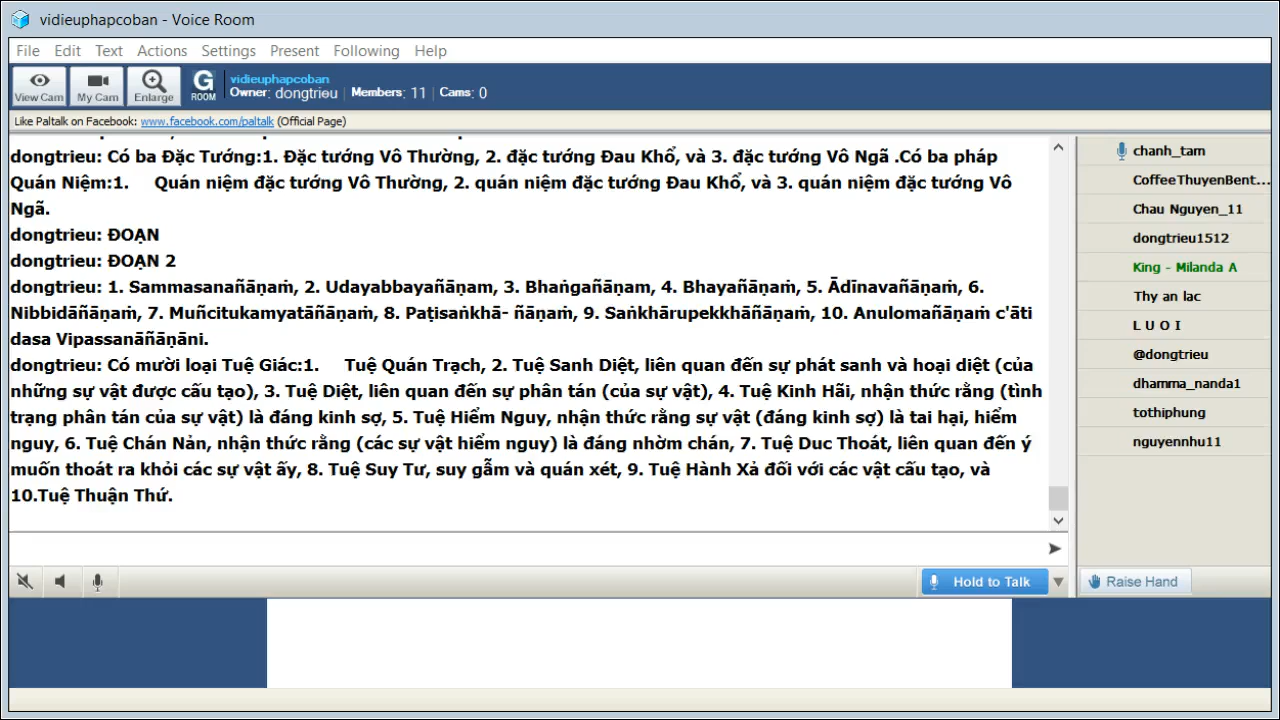 vidieuphapcoban - Voice Room
File Edit Text Actions Settings Present Following Help
View Cam My Cam Enlarge G ROOM
vidieuphapcoban
Owner: dongtrieu | Members: 11 | Cams: 0
Like Paltalk on Facebook: www.facebook.com/paltalk (Official Page)
dongtrieu: Có ba Đặc Tướng:1. Đặc tướng Vô Thường, 2. đặc tướng Đau Khổ, và 3. đặc tướng Vô Ngã .Có ba pháp
Quán Niệm:1. Quán niệm đặc tướng Vô Thường, 2. quán niệm đặc tướng Đau Khổ, và 3. quán niệm đặc tướng Vô
Ngã.
dongtrieu: ĐOẠN
dongtrieu: ĐOẠN 2
dongtrieu: 1. Sammasanañāṇaṁ, 2. Udayabbayañāṇam, 3. Bhaṅgañāṇam, 4. Bhayañāṇaṁ, 5. Ādīnavañāṇaṁ, 6.
Nibbidāñāṇaṁ, 7. Muñcitukamyatāñāṇaṁ, 8. Paṭisaṅkhā- ñāṇaṁ, 9. Saṅkhārupekkhāñāṇaṁ, 10. Anulomañāṇaṁ c'āti
dasa Vipassanāñāṇāni.
dongtrieu: Có mười loại Tuệ Giác:1. Tuệ Quán Trạch, 2. Tuệ Sanh Diệt, liên quan đến sự phát sanh và hoại diệt (của
những sự vật được cấu tạo), 3. Tuệ Diệt, liên quan đến sự phân tán (của sự vật), 4. Tuệ Kinh Hãi, nhận thức rằng (tình
trạng phân tán của sự vật) là đáng kinh sợ, 5. Tuệ Hiểm Nguy, nhận thức rằng sự vật (đáng kinh sợ) là tai hại, hiểm
nguy, 6. Tuệ Chán Nản, nhận thức rằng (các sự vật hiểm nguy) là đáng nhờm chán, 7. Tuệ Duc Thoát, liên quan đến ý
muốn thoát ra khỏi các sự vật ấy, 8. Tuệ Suy Tư, suy gẫm và quán xét, 9. Tuệ Hành Xả đối với các vật cấu tạo, và
10.Tuệ Thuận Thứ.
chanh_tam
CoffeeThuyenBent...
Chau Nguyen_11
dongtrieu1512
King - Milanda A
Thy an lac
L U O I
@dongtrieu
dhamma_nanda1
tothiphung
nguyennhu11
Hold to Talk
Raise Hand